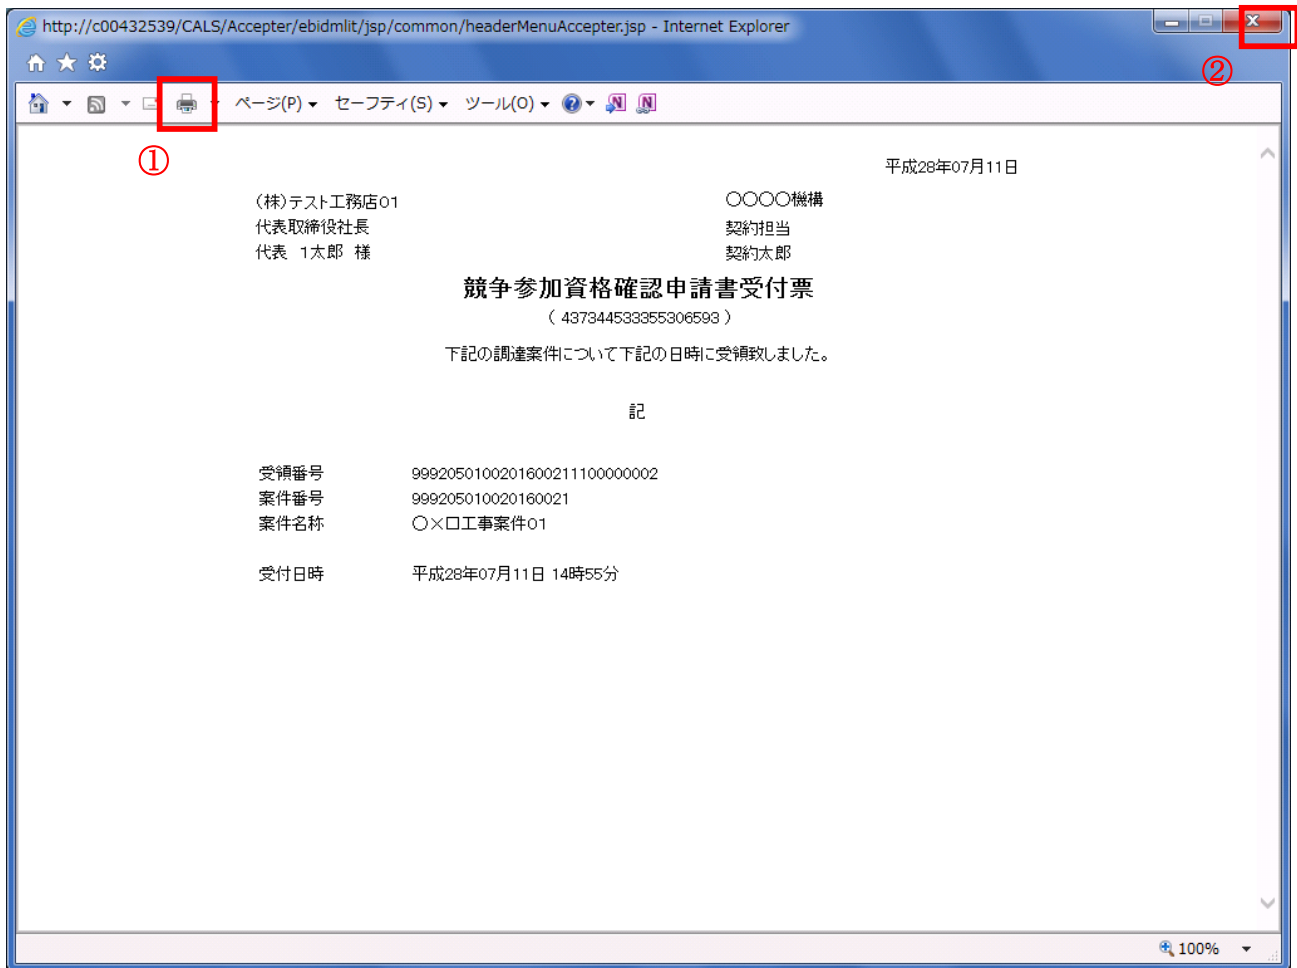 http://c00432539/CALS/Accepter/ebidmlit/jsp/common/headerMenuAccepter.jsp - Internet Explorer
②
ページ(P) セーフティ(S) ツール(O)
①
平成28年07月11日
(株)テスト工務店01 〇〇〇〇機構
代表取締役社長 契約担当
代表 1太郎 様 契約太郎
競争参加資格確認申請書受付票
( 437344533355306593 )
下記の調達案件について下記の日時に受領致しました。
記
受領番号 9992050100201600211100000002
案件番号 999205010020160021
案件名称 〇×口工事案件01
受付日時 平成28年07月11日 14時55分
100%